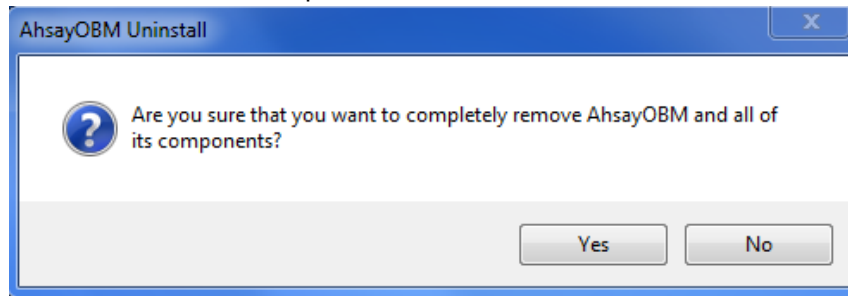 AhsayOBM Uninstall
Are you sure that you want to completely remove AhsayOBM and all of
its components?
Yes No